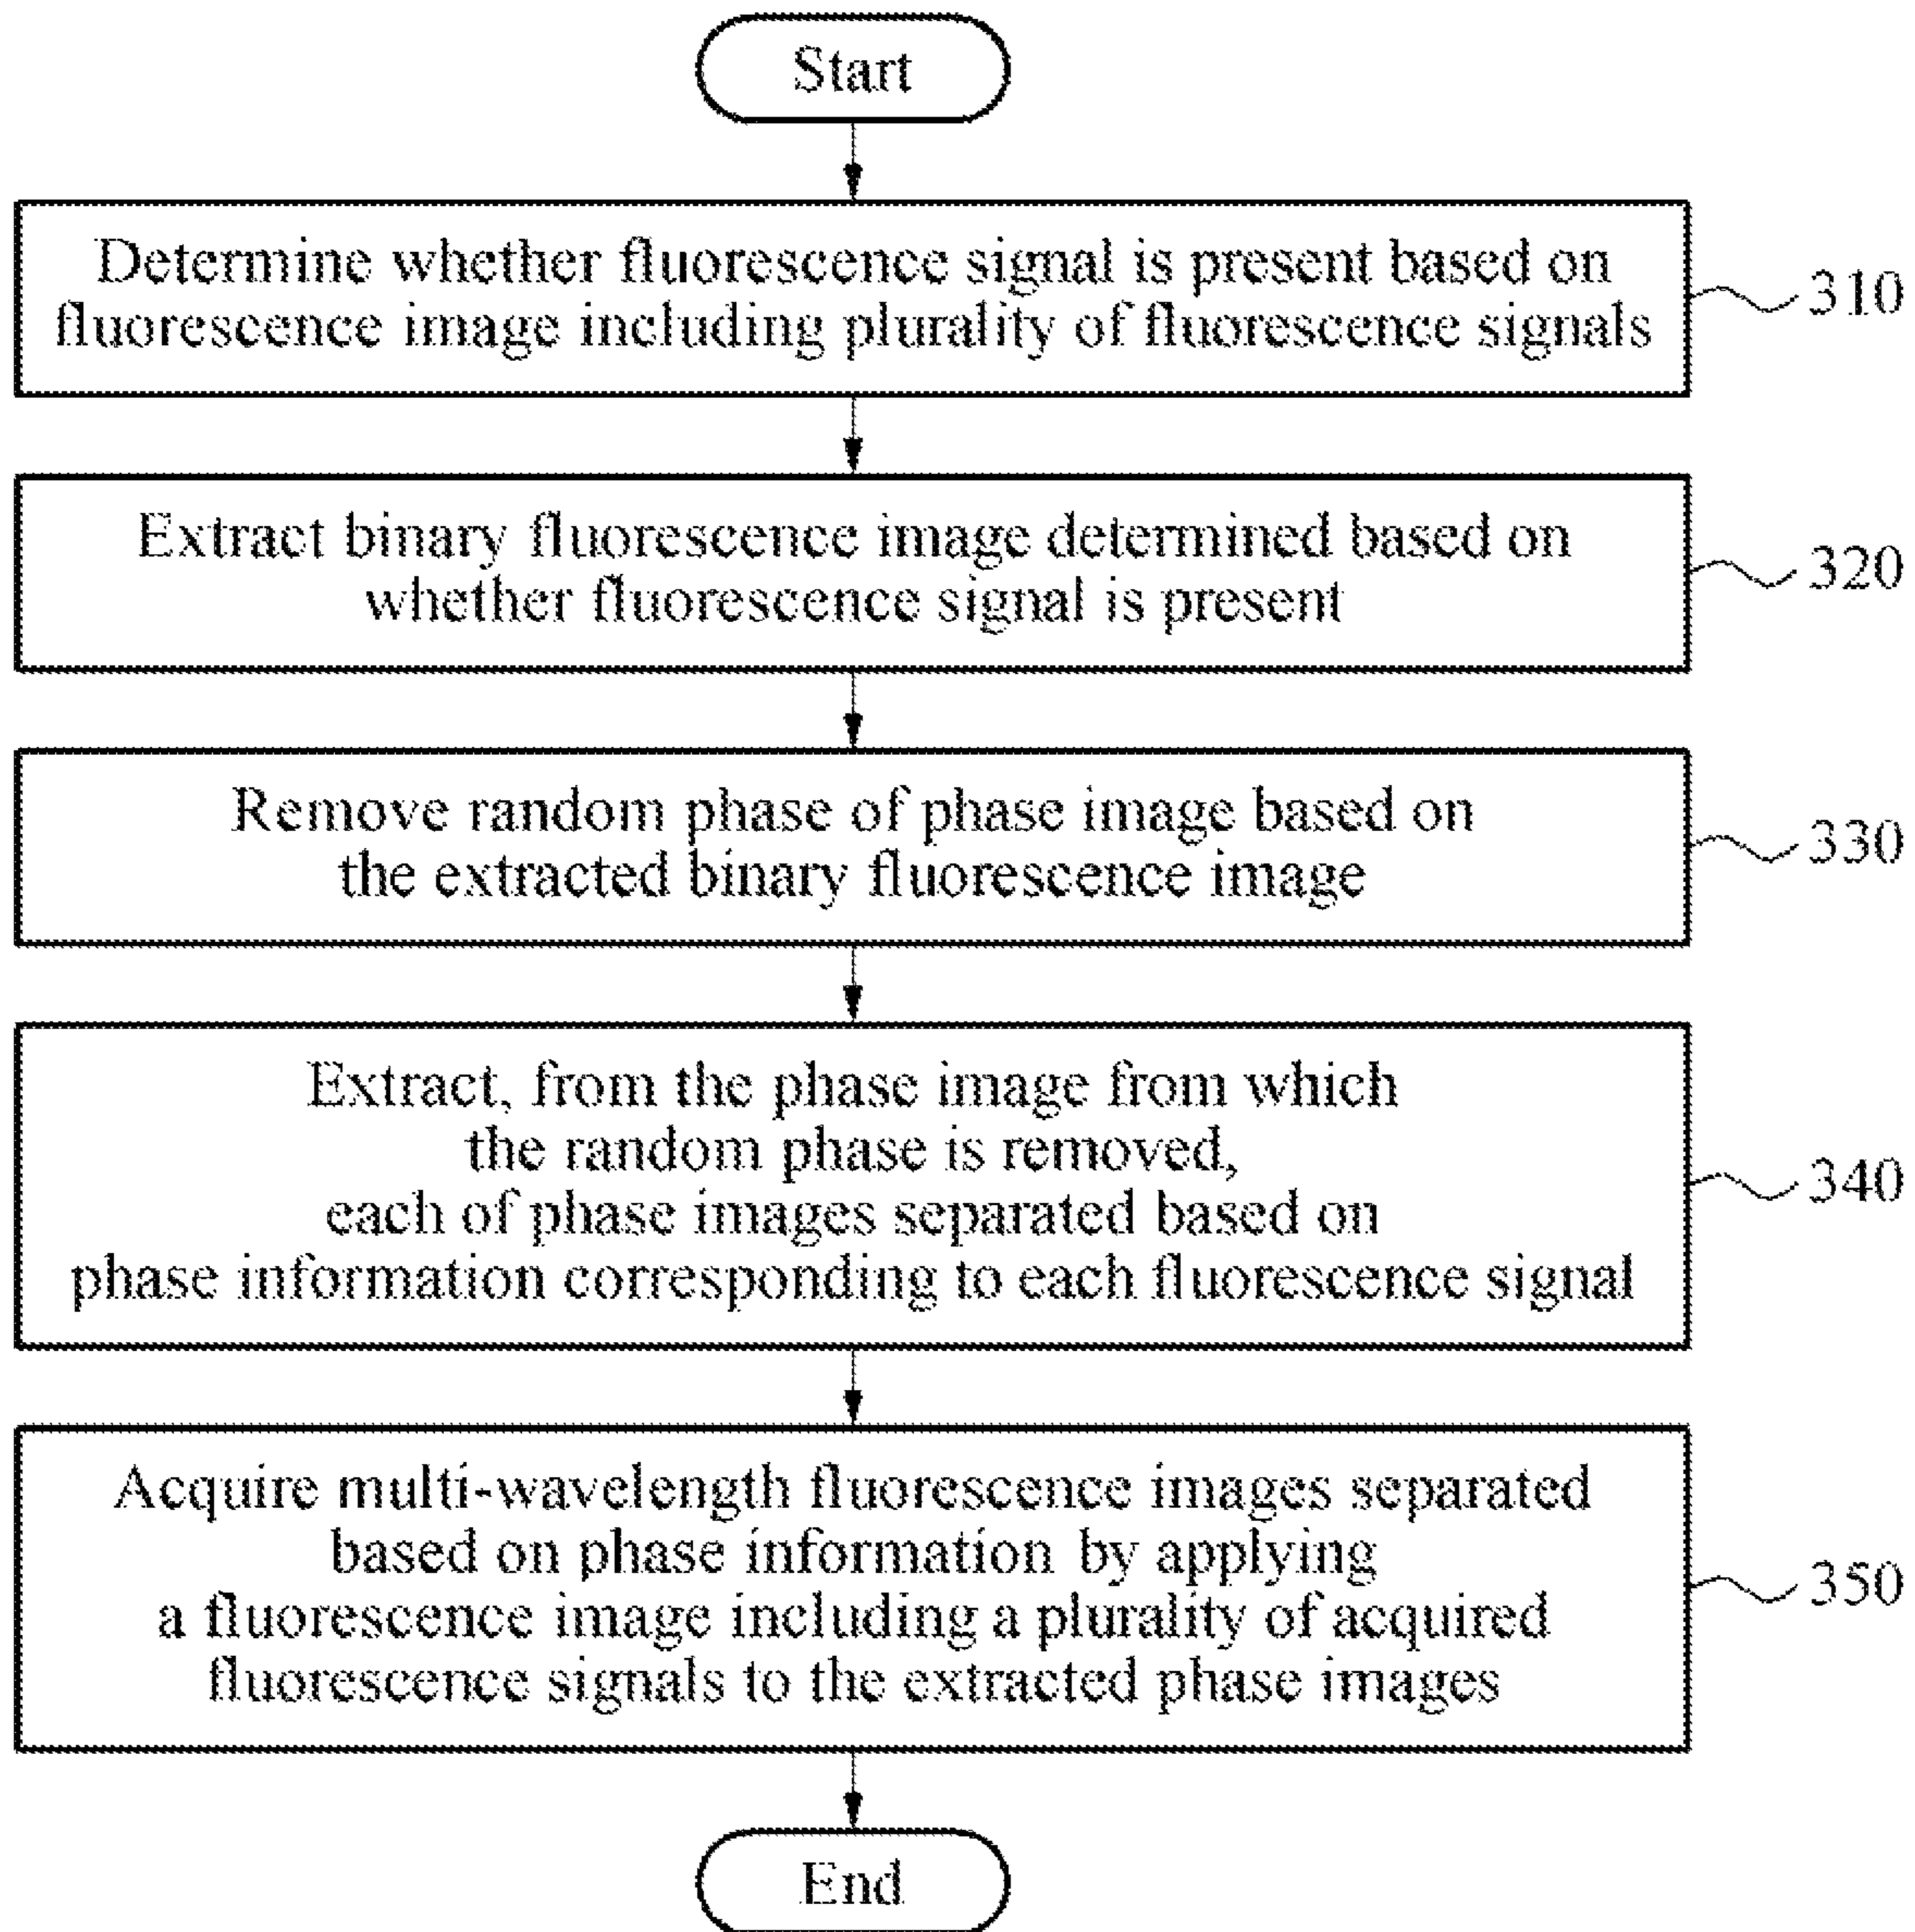 Start
Determine whether fluorescence signal is present based on
fluorescence image including plurality of fluorescence signals
310
Extract binary fluorescence image determined based on
whether fluorescence signal is present
320
Remove random phase of phase image based on
the extracted binary fluorescence image
330
Extract, from the phase image from which
the random phase is removed,
each of phase images separated based on
phase information corresponding to each fluorescence signal
340
Acquire multi-wavelength fluorescence images separated
based on phase information by applying
a fluorescence image including a plurality of acquired
fluorescence signals to the extracted phase images
350
End